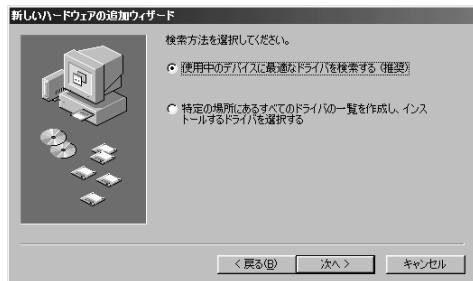 新しいハードウェアの追加ウィザード
検索方法を選択してください。
使用中のデバイスに最適なドライバを検索する（推奨）
特定の場所にあるすべてのドライバの一覧を作成し、インス
トールするドライバを選択する
< 戻る(B)
次へ >
キャンセル